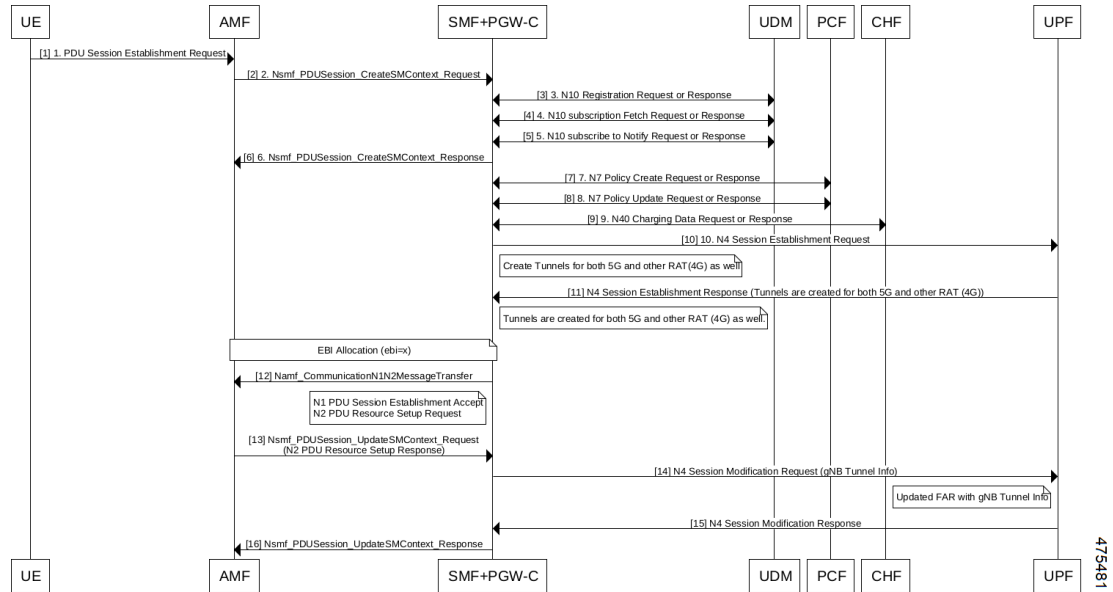 UE AMF SMF+PGW-C UDM PCF CHF UPF
[1] 1. PDU Session Establishment Request
[2] 2. Nsmf_PDUSession_CreateSMContext_Request
[3] 3. N10 Registration Request or Response
[4] 4. N10 subscription Fetch Request or Response
[5] 5. N10 subscribe to Notify Request or Response
[6] 6. Nsmf_PDUSession_CreateSMContext_Response
[7] 7. N7 Policy Create Request or Response
[8] 8. N7 Policy Update Request or Response
[9] 9. N40 Charging Data Request or Response
[10] 10. N4 Session Establishment Request
Create Tunnels for both 5G and other RAT(4G) as well
[11] N4 Session Establishment Response (Tunnels are created for both 5G and other RAT (4G))
Tunnels are created for both 5G and other RAT (4G) as well.
EBI Allocation (ebi=x)
[12] Namf_CommunicationN1N2MessageTransfer
N1 PDU Session Establishment Accept
N2 PDU Resource Setup Request
[13] Nsmf_PDUSession_UpdateSMContext_Request
(N2 PDU Resource Setup Response)
[14] N4 Session Modification Request (gNB Tunnel Info)
Updated FAR with gNB Tunnel Info
[15] N4 Session Modification Response
[16] Nsmf_PDUSession_UpdateSMContext_Response
UE AMF SMF+PGW-C UDM PCF CHF UPF
475481